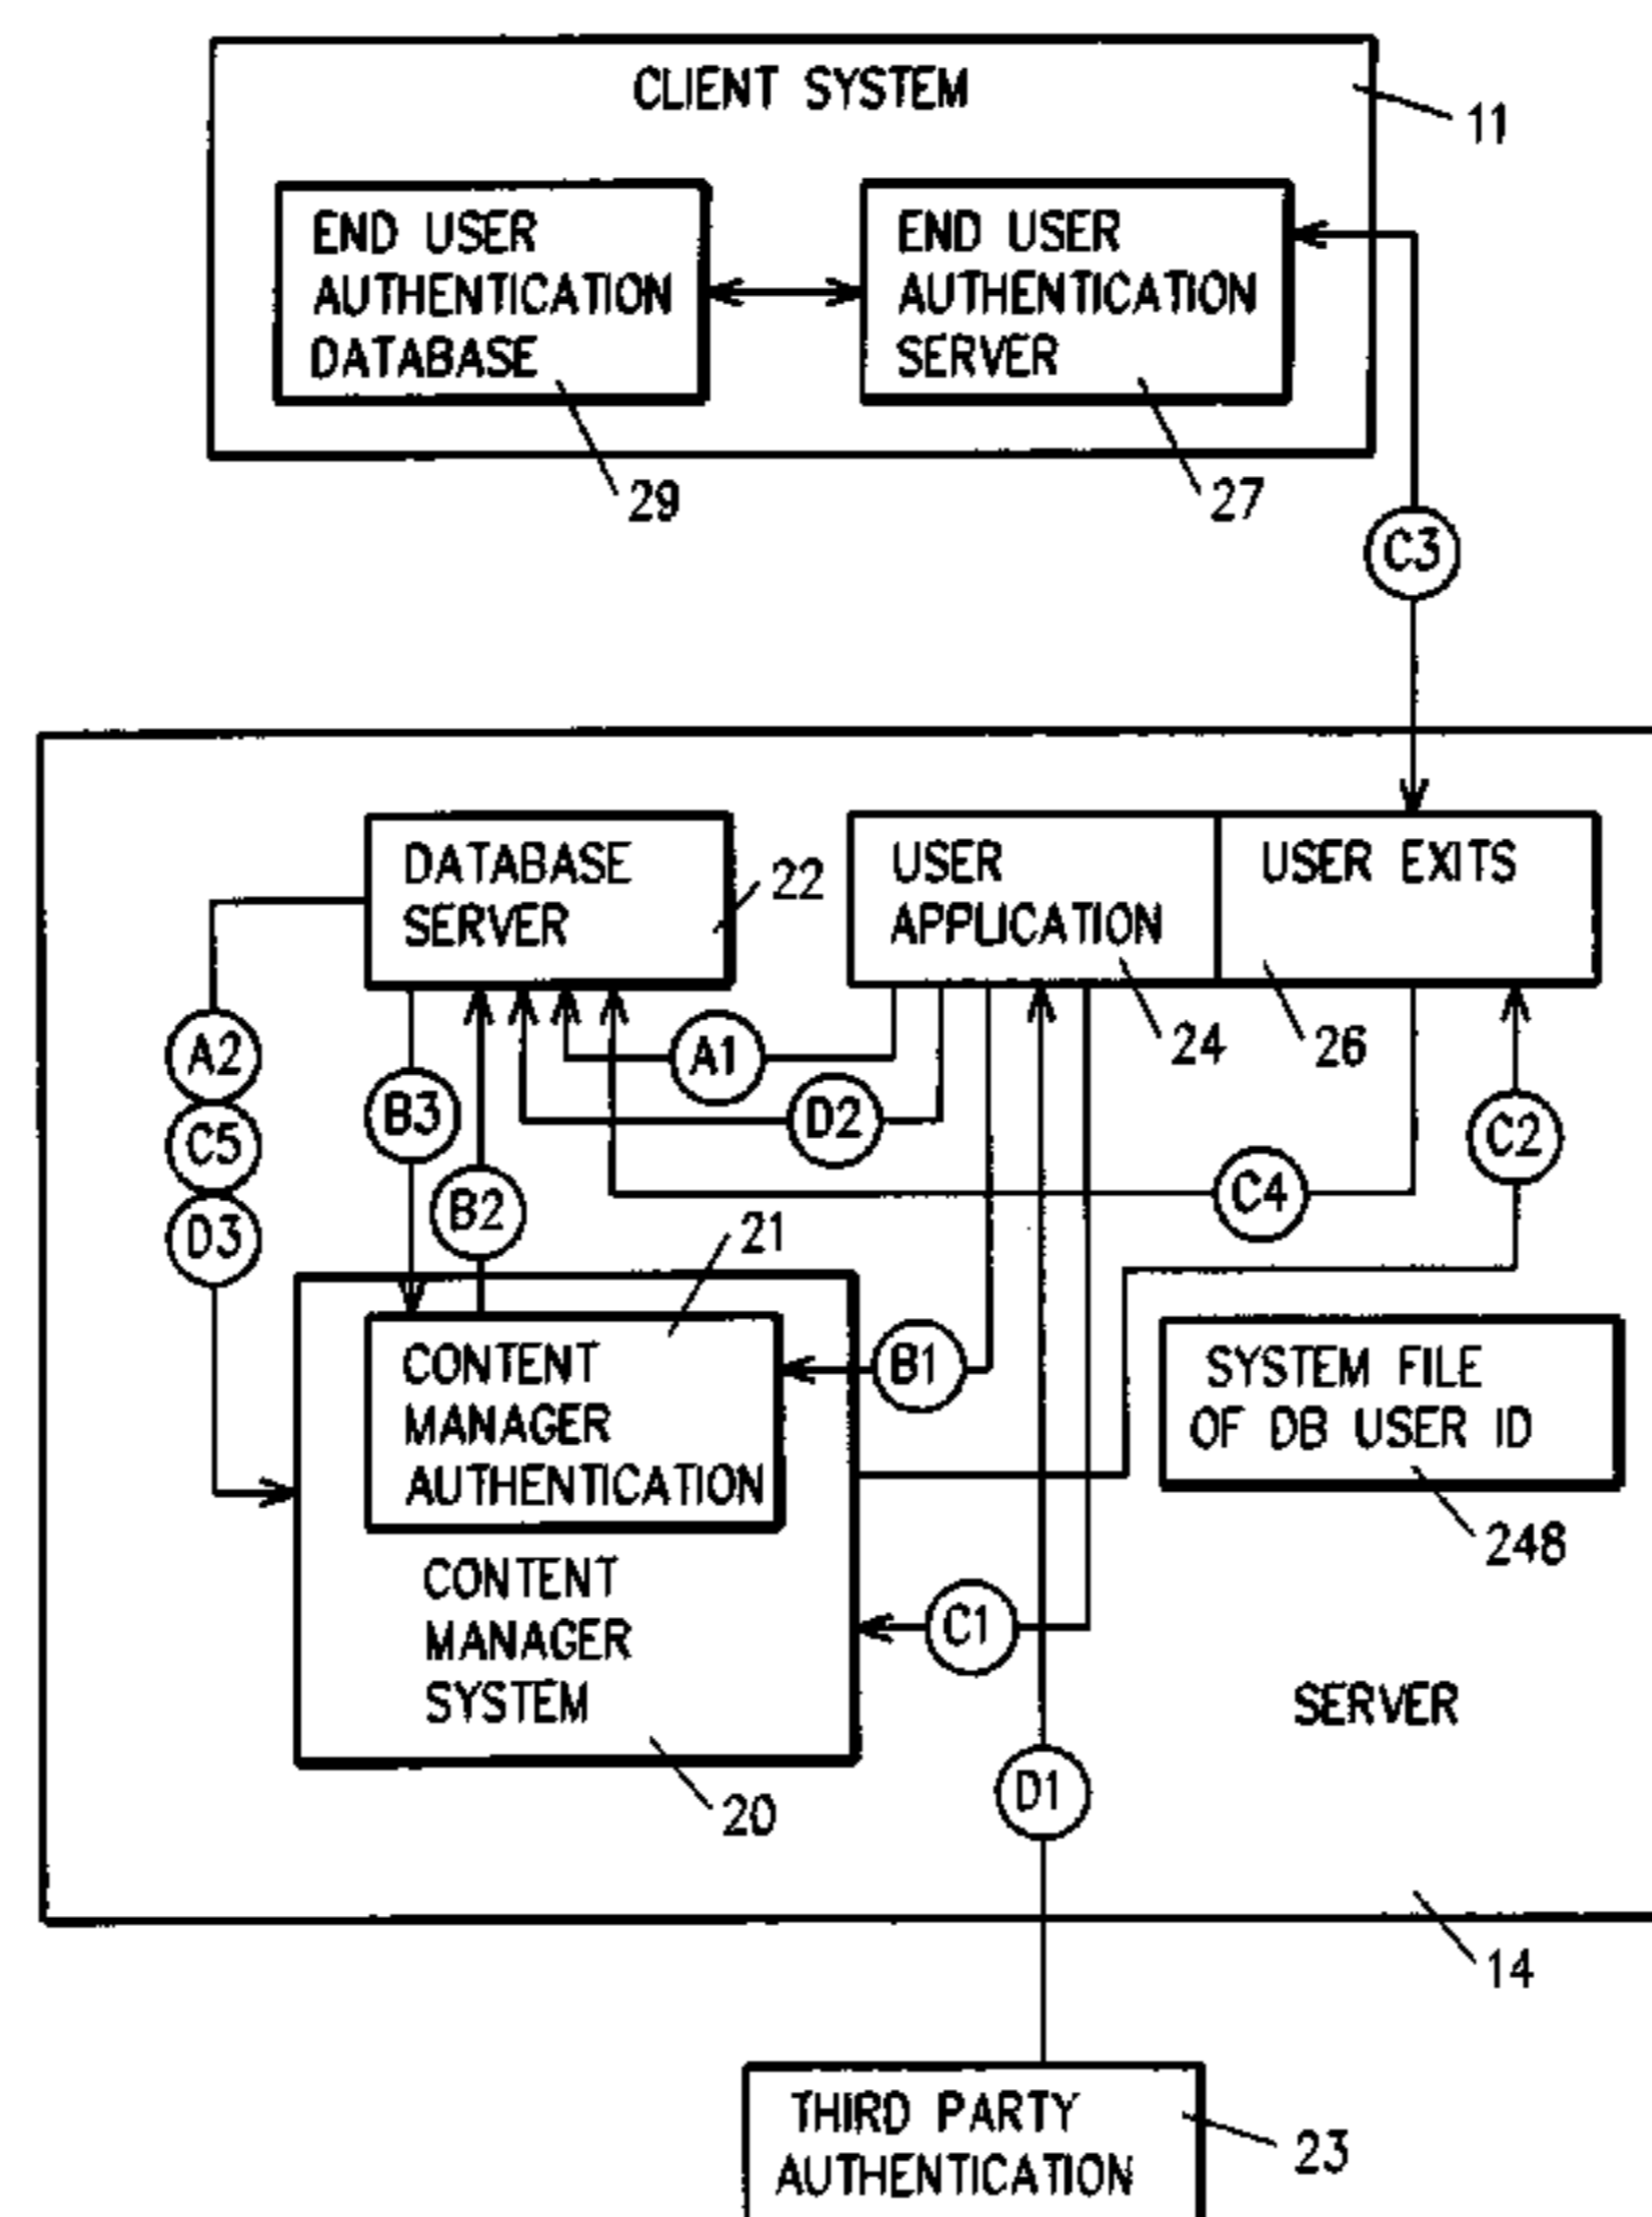 CLIENT SYSTEM
11
END USER
AUTHENTICATION
DATABASE
29
END USER
AUTHENTICATION
SERVER
27
C3
DATABASE
SERVER
22
USER
APPLICATION
24
USER EXITS
26
A2
C5
D3
B3
B2
A1
D2
C4
C2
21
CONTENT
MANAGER
AUTHENTICATION
B1
SYSTEM FILE
OF DB USER ID
248
CONTENT
MANAGER
SYSTEM
20
C1
SERVER
D1
14
THIRD PARTY
AUTHENTICATION
23